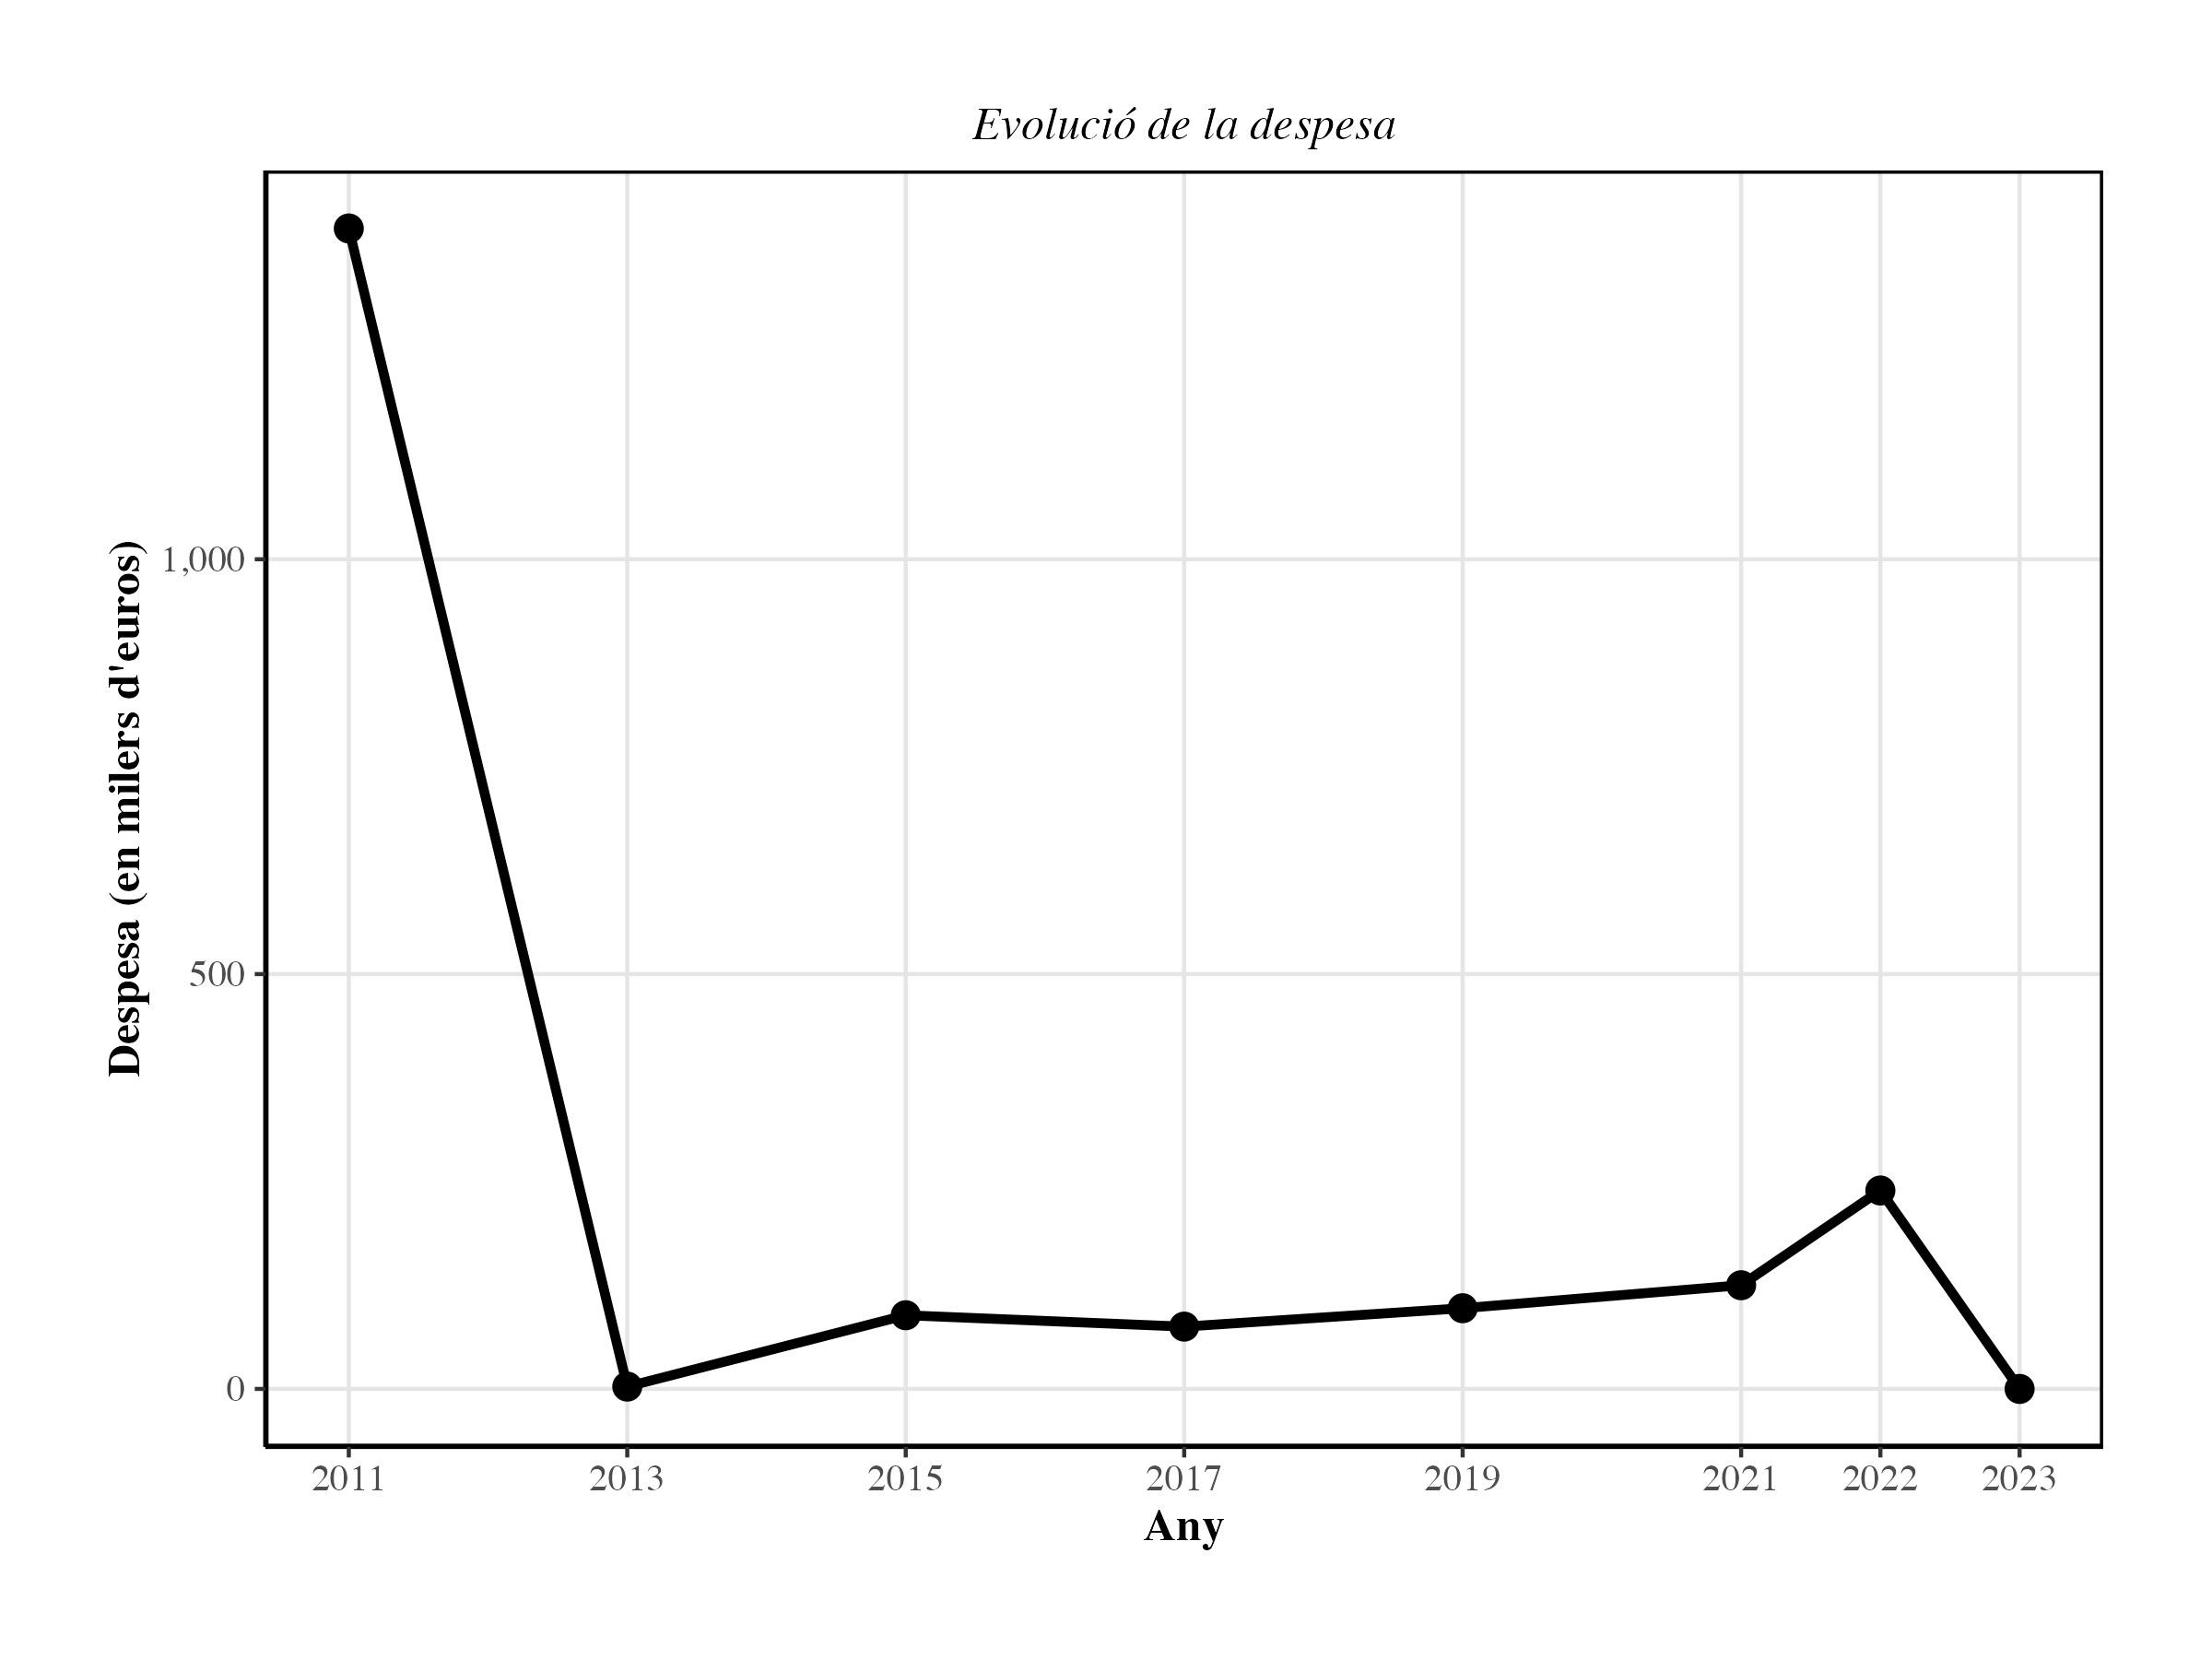 Evolució de la despesa
Despesa (en milers d'euros)
1,000
500
0
2011 2013 2015 2017 2019 2021 2022 2023
Any